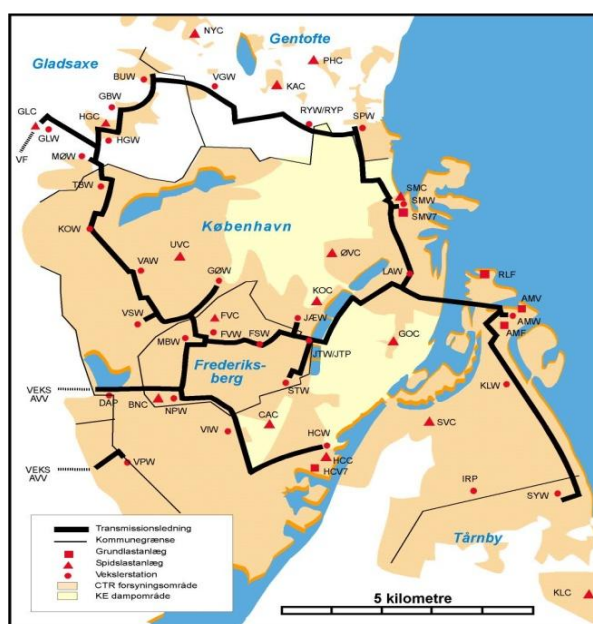 NYC
Gentofte
PHC
Gladsaxe
BUW
VGW
KAC
GBW
GLC
HGC
RYW/RYP
SPW
GLW
HGW
VF
MØW
TBW
SMC
SMW
SMV7
København
KOW
UVC
ØVC
VAW
GØW
LAW
RLF
KOC
VSW
FVC
JÆW
AMV
AMW
AMF
MBW
FVW
FSW
GOC
JTW/JTP
Frederiks-
berg
STW
KLW
VEKS
AVV
DAP
BNC
NPW
CAC
SVC
VIW
HCW
VEKS
AVV
VPW
HCC
HCV7
IRP
SYW
Tårnby
Transmissionsledning
Kommunegrænse
Grundlastanlæg
Spidslastanlæg
Vekslerstation
CTR forsyningsområde
KE dampområde
5 kilometre
KLC